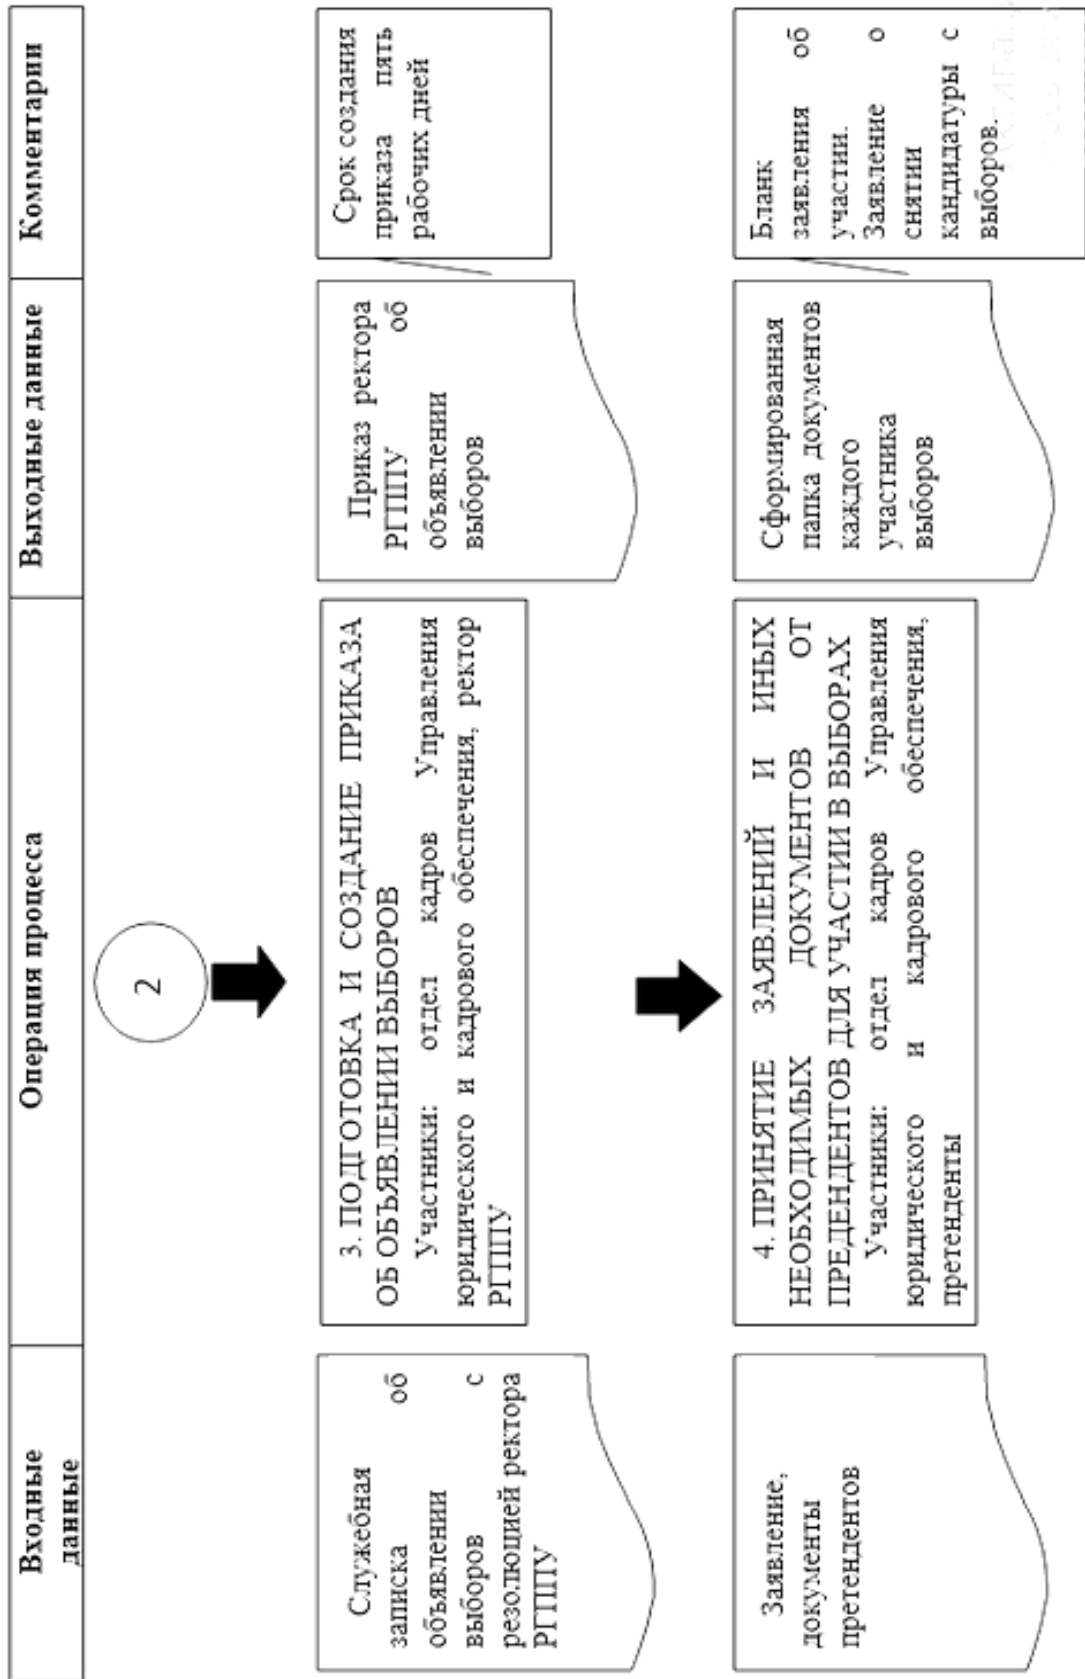 Входные
данные
Операция процесса
Выходные данные
Комментарии
2
Служебная
записка об
объявлении
выборов с
резолюцией ректора
РГППУ
3. ПОДГОТОВКА И СОЗДАНИЕ ПРИКАЗА
ОБ ОБЪЯВЛЕНИИ ВЫБОРОВ
Участники: отдел кадров Управления
юридического и кадрового обеспечения, ректор
РГППУ
Приказ ректора
РГППУ об
объявлении
выборов
Срок создания
приказа пять
рабочих дней
Заявление,
документы
претендентов
4. ПРИНЯТИЕ ЗАЯВЛЕНИЙ И ИНЫХ
НЕОБХОДИМЫХ ДОКУМЕНТОВ ОТ
ПРЕДЕНДЕНТОВ ДЛЯ УЧАСТИИ В ВЫБОРАХ
Участники: отдел кадров Управления
юридического и кадрового обеспечения,
претенденты
Сформированная
папка документов
каждого
участника
выборов
Бланк
заявления об
участии.
Заявление о
снятии
кандидатуры с
выборов.